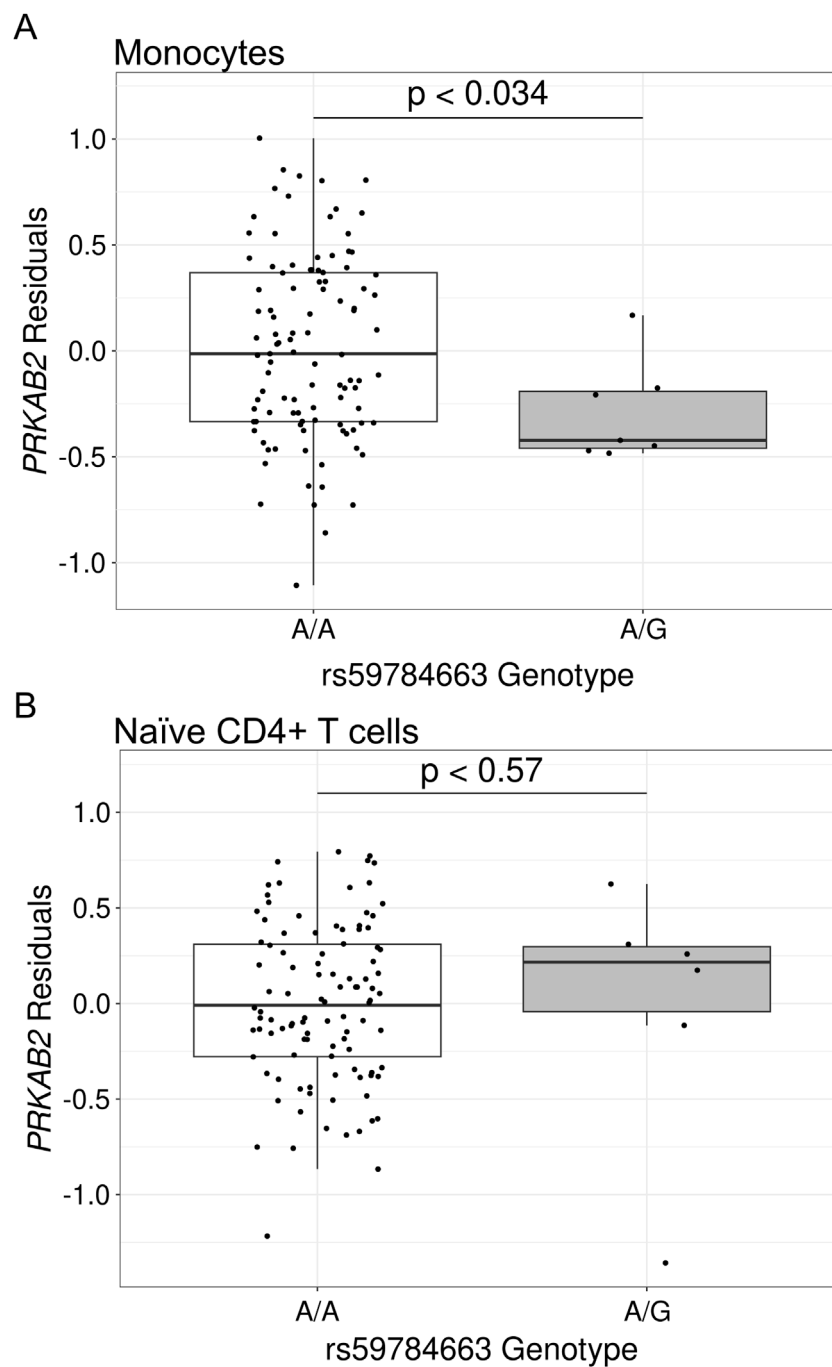 A
Monocytes
p < 0.034
1.0
0.5
0.0
-0.5
-1.0
PRKAB2 Residuals
A/A A/G
rs59784663 Genotype
B
Naïve CD4+ T cells
p < 0.57
1.0
0.5
0.0
-0.5
-1.0
PRKAB2 Residuals
A/A A/G
rs59784663 Genotype